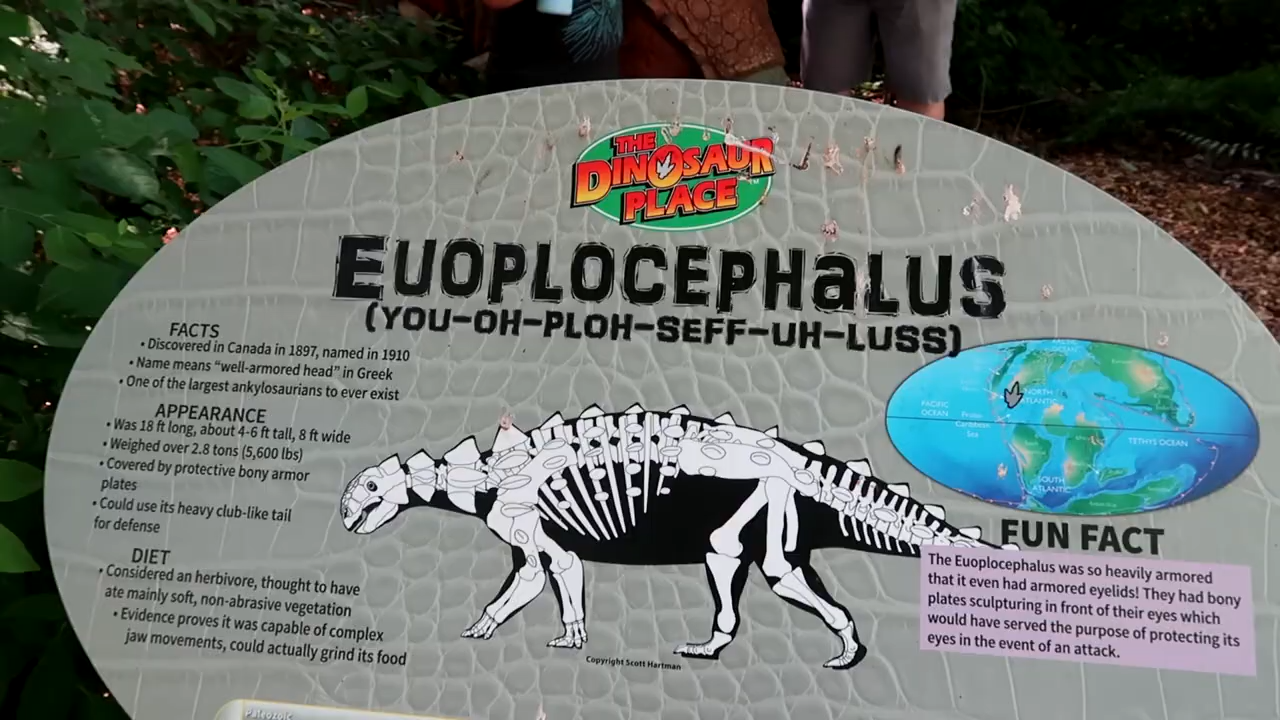 THE
DINOSAUR
PLACE
EUOPLOCEPHALUS
(YOU-OH-PLOH-SEFF-UH-LUSS)
FACTS
• Discovered in Canada in 1897, named in 1910
• Name means “well-armored head” in Greek
• One of the largest ankylosaurians to ever exist
APPEARANCE
• Was 18 ft long, about 4-6 ft tall, 8 ft wide
• Weighed over 2.8 tons (5,600 lbs)
• Covered by protective bony armor
plates
• Could use its heavy club-like tail
for defense
DIET
• Considered an herbivore, thought to have
ate mainly soft, non-abrasive vegetation
• Evidence proves it was capable of complex
jaw movements, could actually grind its food
Copyright Scott Hartman
OCEAN
NORTH
ATLANTIC
PACIFIC
OCEAN
Proto-
Caribbean
Sea
TETHYS OCEAN
SOUTH
ATLANTIC
FUN FACT
The Euoplocephalus was so heavily armored
that it even had armored eyelids! They had bony
plates sculpturing in front of their eyes which
would have served the purpose of protecting its
eyes in the event of an attack.
Paleozoic